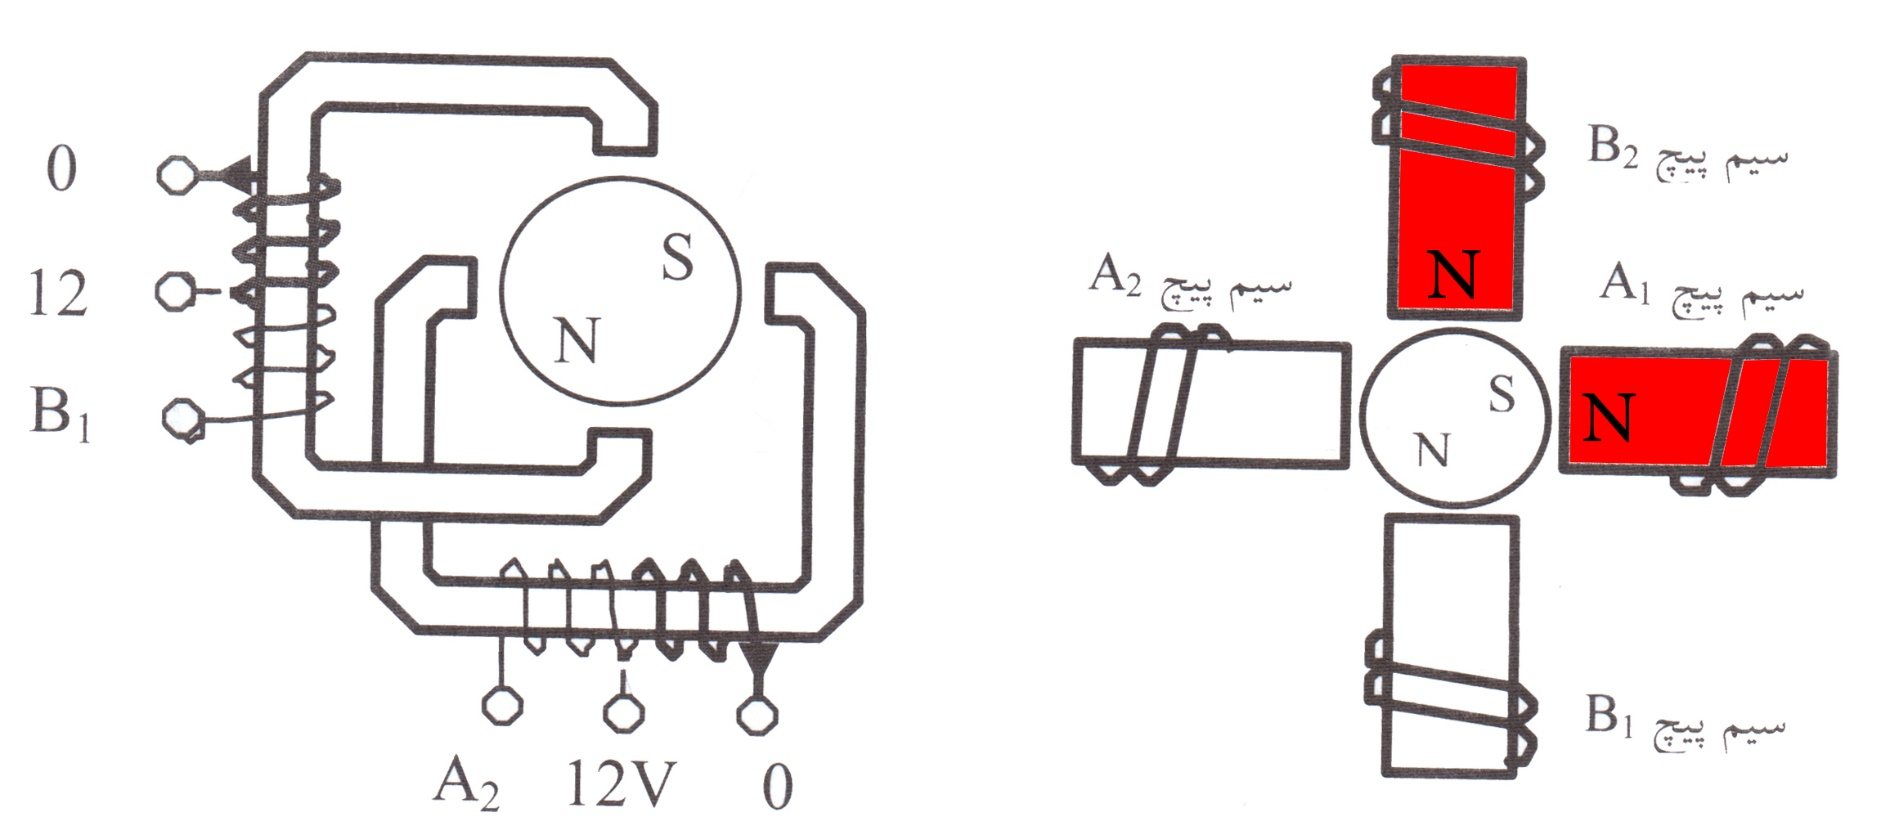 0
12
B1
S
N
A2
12V
0
سیم پیچ B2
N
سیم پیچ A2
سیم پیچ A1
N
S
N
سیم پیچ B1